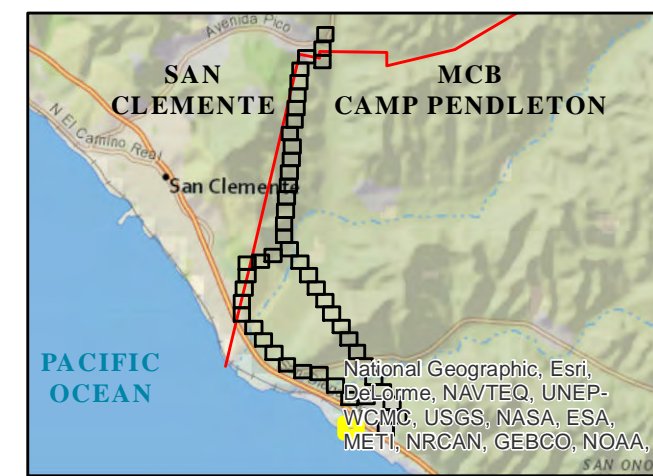 Avenida Pico
SAN
CLEMENTE
MCB
CAMP PENDLETON
N El Camino Real
San Clemente
PACIFIC
OCEAN
National Geographic, Esri,
DeLorme, NAVTEQ, UNEP-
WCMC, USGS, NASA, ESA,
METI, NRCAN, GEBCO, NOAA,
SAN ONO